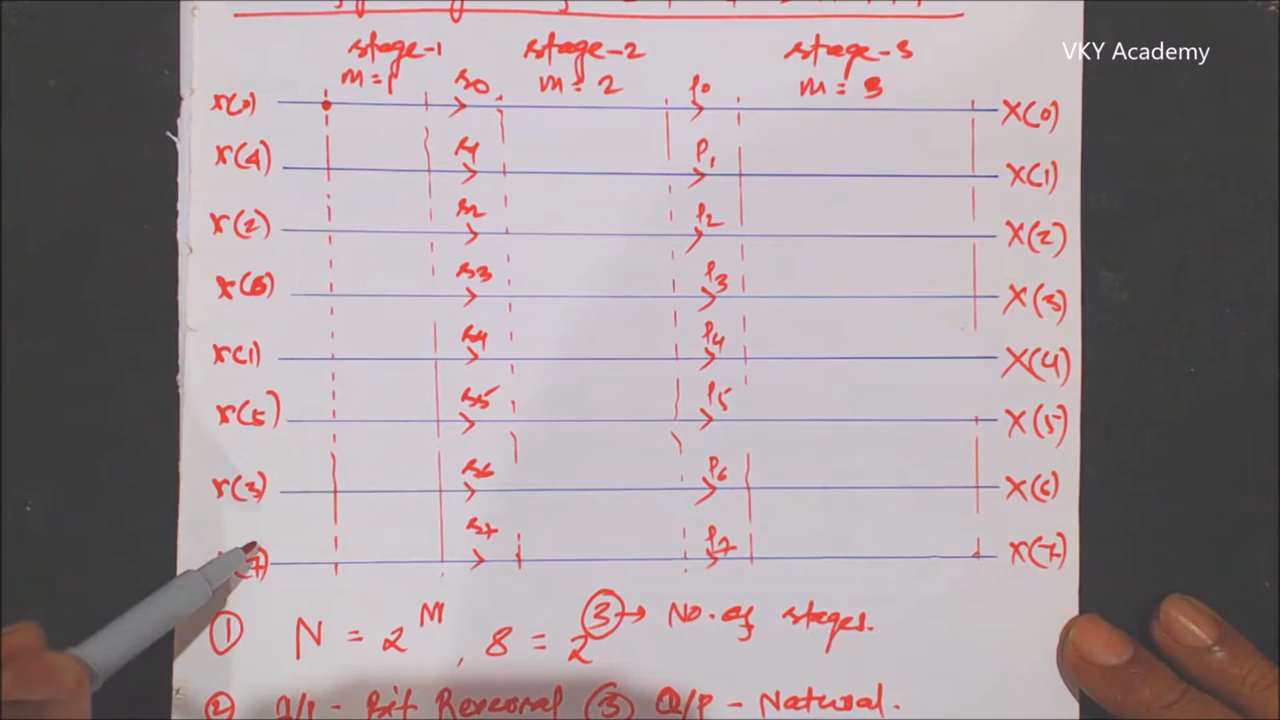 stage-1 stage-2 stage-3
VKY Academy
m=1 m=2 m=3
x(0) s0 p0 X(0)
x(4) s1 p1 X(1)
x(2) s2 p2 X(2)
x(6) s3 p3 X(3)
x(1) s4 p4 X(4)
x(5) s5 p5 X(5)
x(3) s6 p6 X(6)
(7) s7 p7 X(7)
① N = 2^M, 8 = 2^③ → No. of stages.
② I/p - Bit Reversal ③ O/p - Natural.